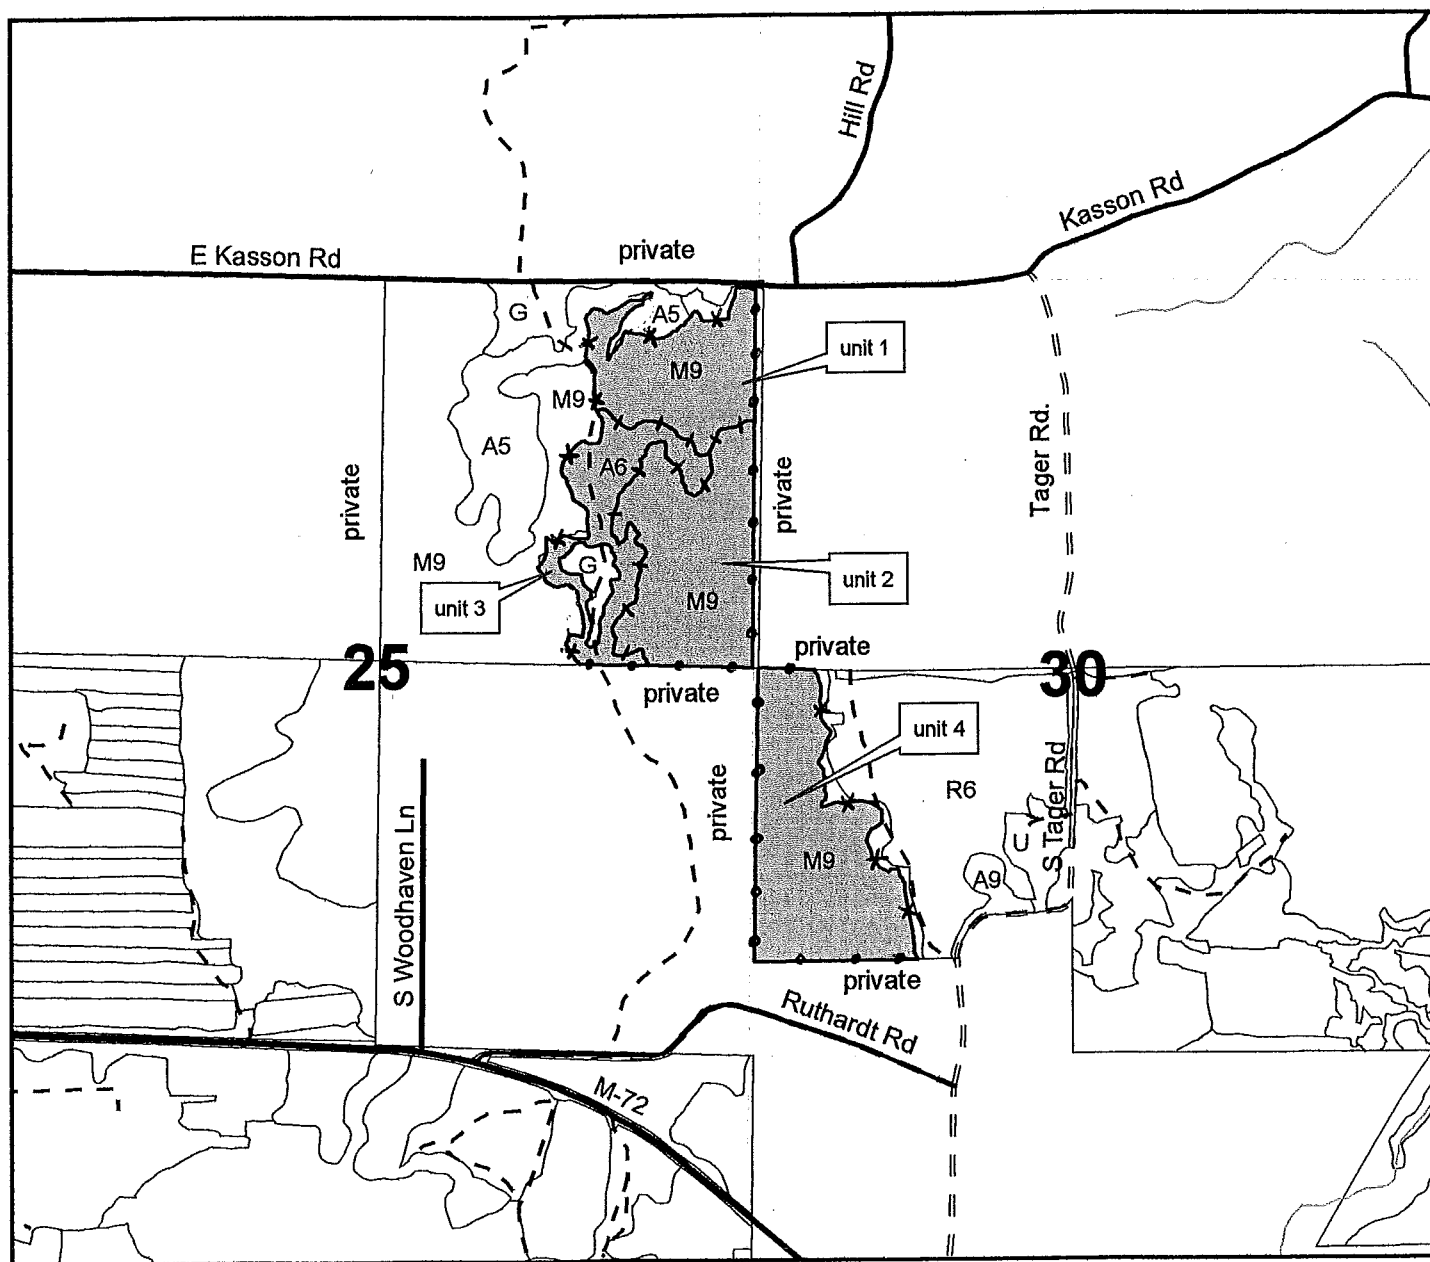 Hill Rd
Kasson Rd
E Kasson Rd
private
G
A5
unit 1
M9
M9
A5
A6
private
private
Tager Rd.
M9
G
unit 2
unit 3
M9
private
25
30
private
unit 4
private
R6
S Tager Rd
U
M9
A9
S Woodhaven Ln
private
Ruthardt Rd
M-72